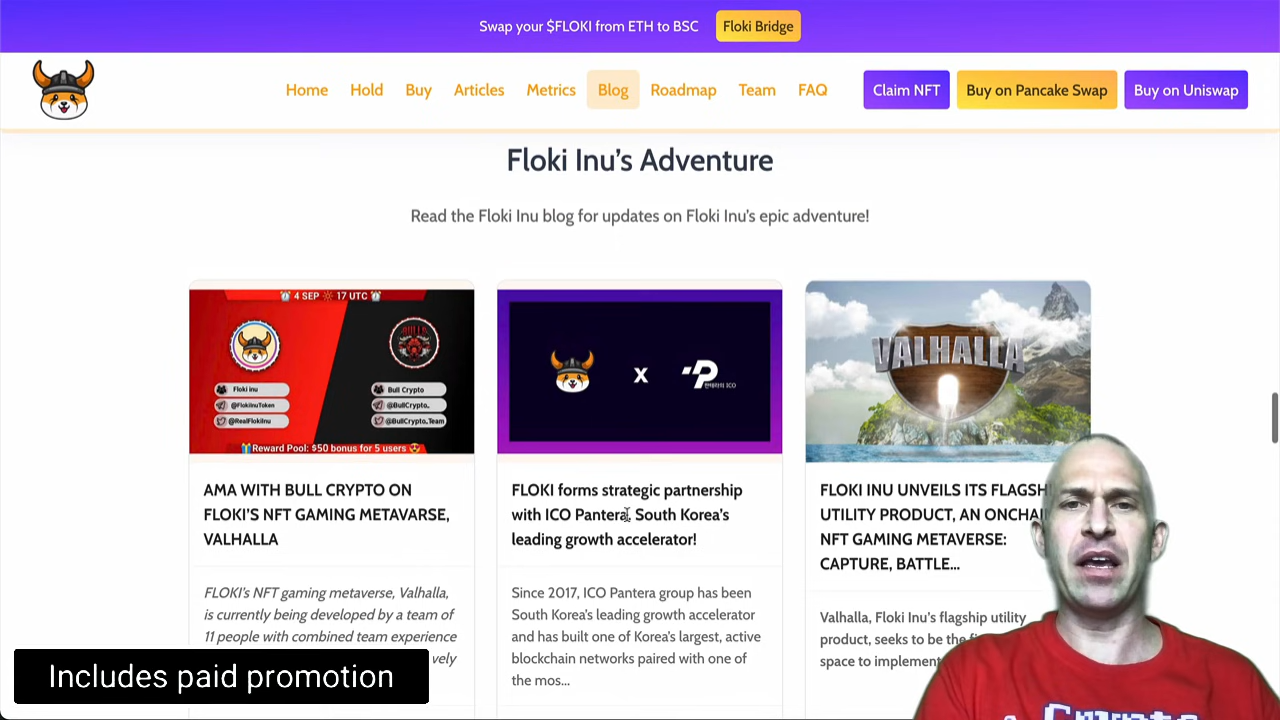 Swap your $FLOKI from ETH to BSC
Floki Bridge
Home Hold Buy Articles Metrics Blog Roadmap Team FAQ
Claim NFT
Buy on Pancake Swap
Buy on Uniswap
Floki Inu's Adventure
Read the Floki Inu blog for updates on Floki Inu's epic adventure!
4 SEP 17 UTC
Floki inu
@FlokiInuToken
@RealFlokiInu
BULLS
Bull Crypto
@BullCrypto_
@BullCrypto_Team
Reward Pool: $50 bonus for 5 users
AMA WITH BULL CRYPTO ON
FLOKI'S NFT GAMING METAVARSE,
VALHALLA
FLOKI's NFT gaming metaverse, Valhalla,
is currently being developed by a team of
11 people with combined team experience
vely
X
ICO
FLOKI forms strategic partnership
with ICO Pantera, South Korea's
leading growth accelerator!
Since 2017, ICO Pantera group has been
South Korea's leading growth accelerator
and has built one of Korea's largest, active
blockchain networks paired with one of
the mos...
VALHALLA
FLOKI INU UNVEILS ITS FLAGSH
UTILITY PRODUCT, AN ONCHAI
NFT GAMING METAVERSE:
CAPTURE, BATTLE...
Valhalla, Floki Inu's flagship utility
product, seeks to be the fi
space to implement
Includes paid promotion
Crypto